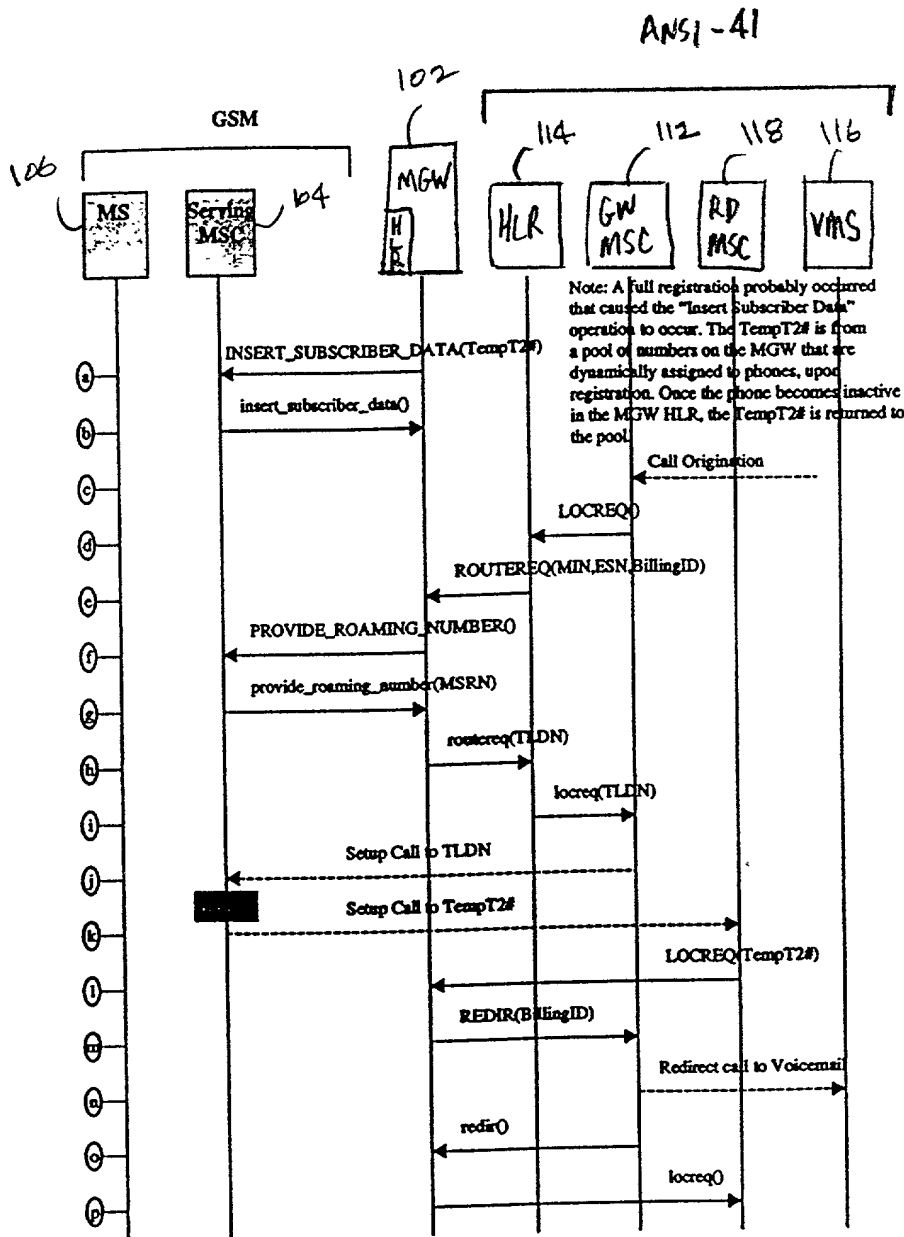 ANSI-41
102
GSM
114
112
118
116
106
MS
Serving
MSC
104
MGW
HLR
HLR
GW
MSC
RD
MSC
VMS
Note: A full registration probably occurred
that caused the "Insert Subscriber Data"
operation to occur. The TempT2# is from
a pool of numbers on the MGW that are
dynamically assigned to phones, upon
registration. Once the phone becomes inactive
in the MGW HLR, the TempT2# is returned to
the pool.
INSERT_SUBSCRIBER_DATA(TempT2#)
a
insert_subscriber_data()
b
Call Origination
c
LOCREQ()
d
ROUTEREQ(MIN,ESN,BillingID)
e
PROVIDE_ROAMING_NUMBER()
f
provide_roaming_number(MSRN)
g
routereq(TLDN)
h
locreq(TLDN)
i
Setup Call to TLDN
j
Setup Call to TempT2#
k
LOCREQ(TempT2#)
l
REDIR(BillingID)
m
Redirect call to Voicemail
n
redir()
o
locreq()
p